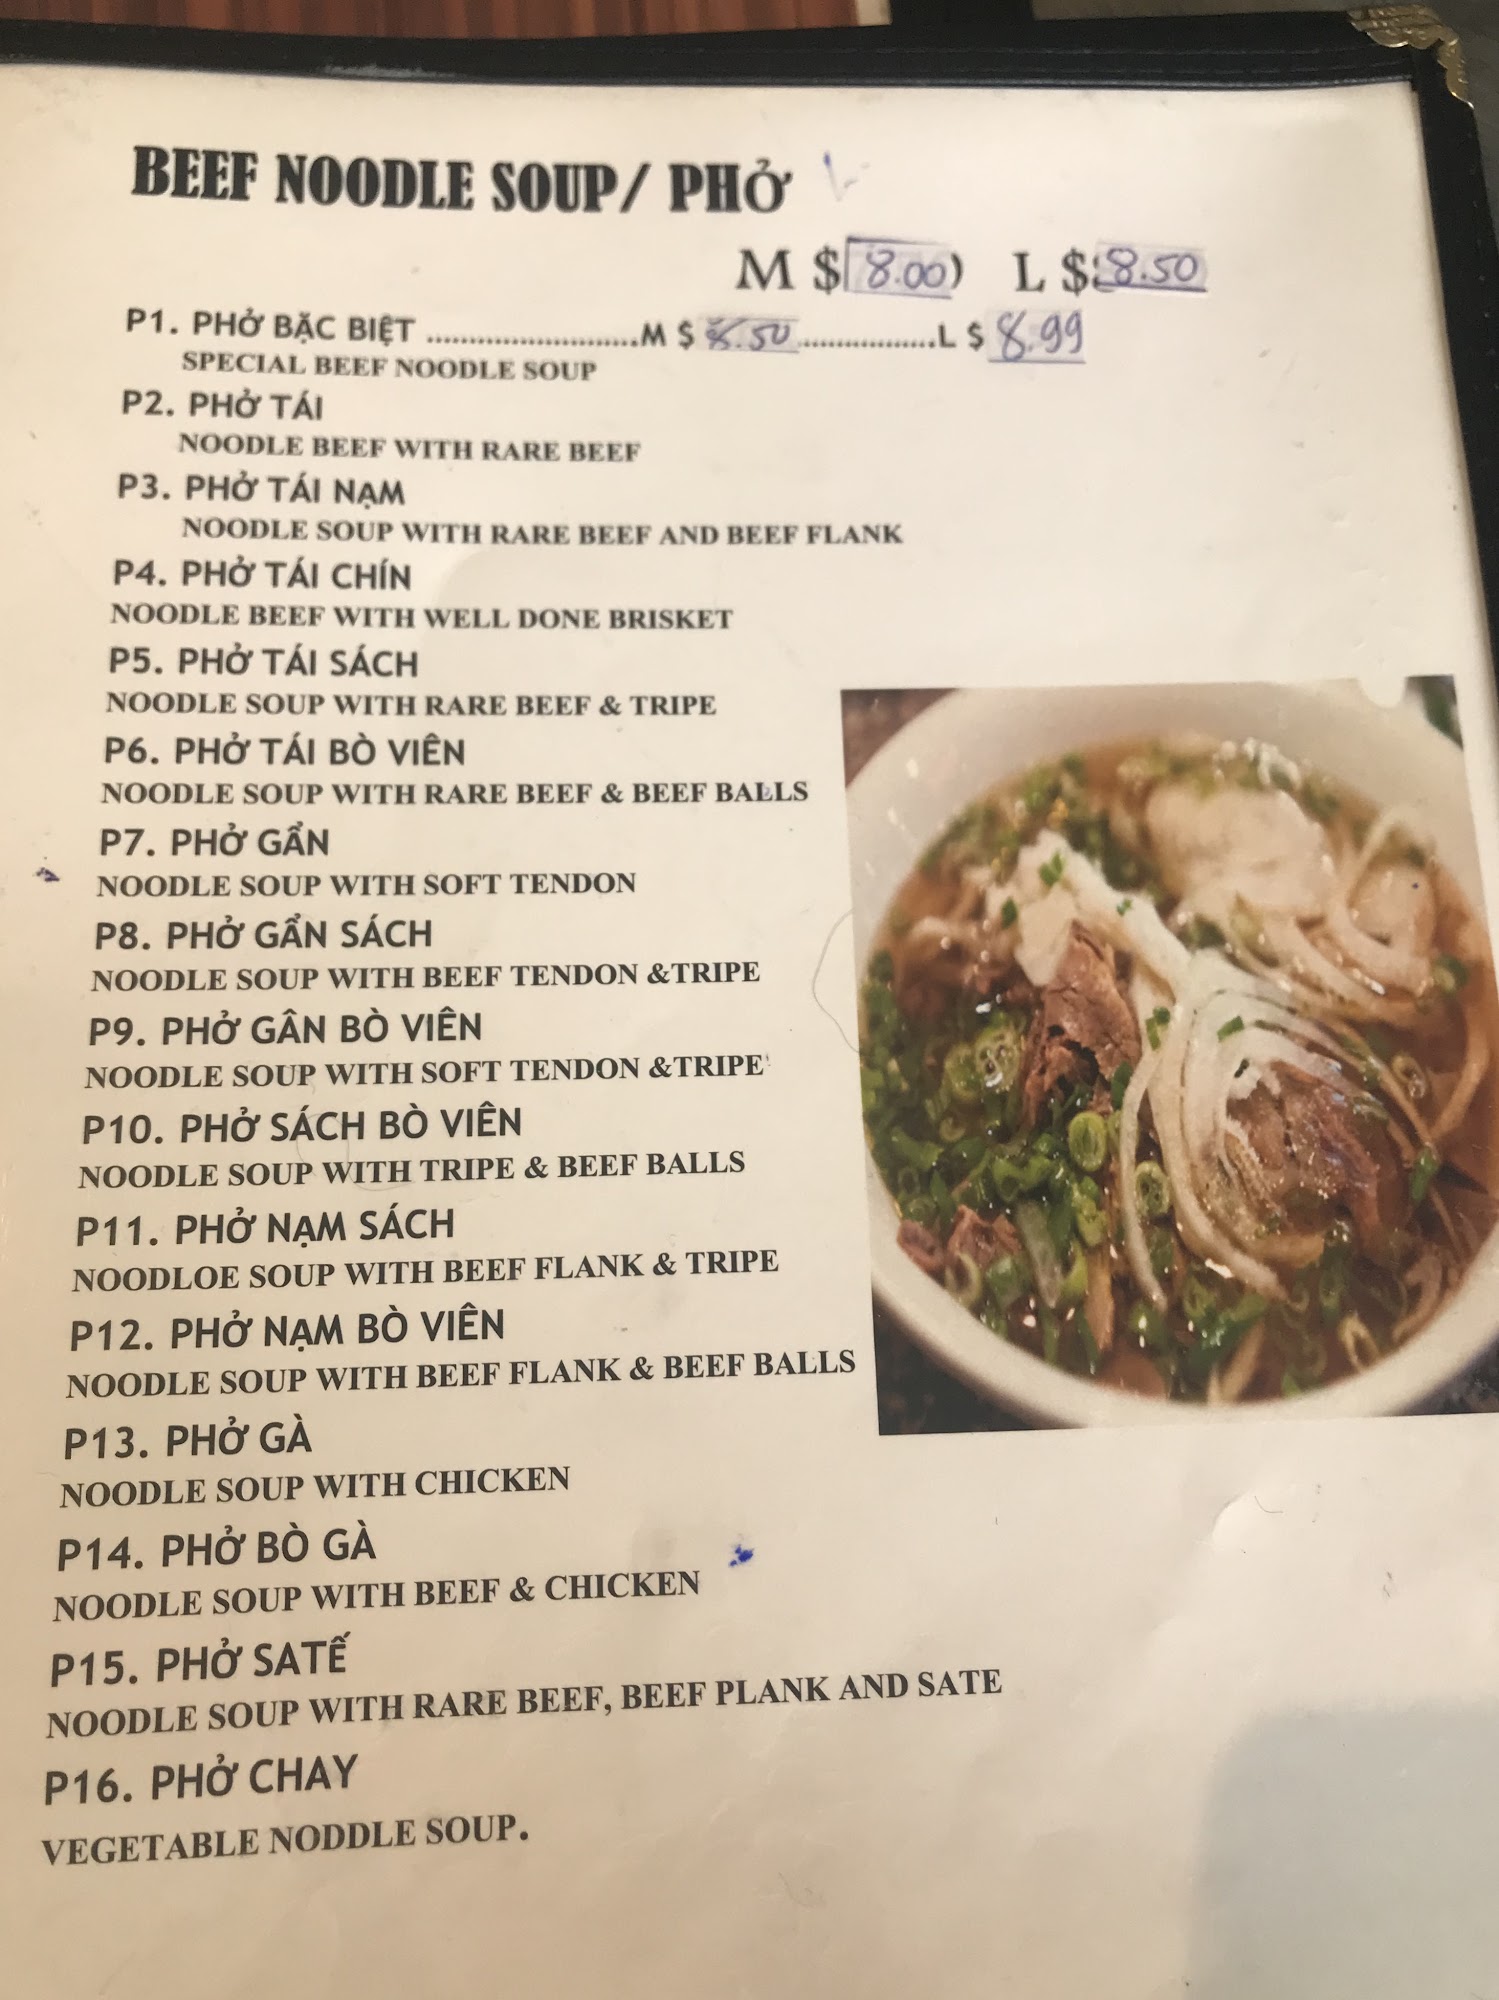 BEEF NOODLE SOUP/ PHỞ
M $ 8.00) L $ 8.50
P1. PHỞ BẶC BIỆT ........................M $ 8.50 .................L $ 8.99
SPECIAL BEEF NOODLE SOUP
P2. PHỞ TÁI
NOODLE BEEF WITH RARE BEEF
P3. PHỞ TÁI NẠM
NOODLE SOUP WITH RARE BEEF AND BEEF FLANK
P4. PHỞ TÁI CHÍN
NOODLE BEEF WITH WELL DONE BRISKET
P5. PHỞ TÁI SÁCH
NOODLE SOUP WITH RARE BEEF & TRIPE
P6. PHỞ TÁI BÒ VIÊN
NOODLE SOUP WITH RARE BEEF & BEEF BALLS
P7. PHỞ GẨN
NOODLE SOUP WITH SOFT TENDON
P8. PHỞ GẨN SÁCH
NOODLE SOUP WITH BEEF TENDON &TRIPE
P9. PHỞ GÂN BÒ VIÊN
NOODLE SOUP WITH SOFT TENDON &TRIPE
P10. PHỞ SÁCH BÒ VIÊN
NOODLE SOUP WITH TRIPE & BEEF BALLS
P11. PHỞ NẠM SÁCH
NOODLOE SOUP WITH BEEF FLANK & TRIPE
P12. PHỞ NẠM BÒ VIÊN
NOODLE SOUP WITH BEEF FLANK & BEEF BALLS
P13. PHỞ GÀ
NOODLE SOUP WITH CHICKEN
P14. PHỞ BÒ GÀ
NOODLE SOUP WITH BEEF & CHICKEN
P15. PHỞ SATẾ
NOODLE SOUP WITH RARE BEEF, BEEF PLANK AND SATE
P16. PHỞ CHAY
VEGETABLE NODDLE SOUP.